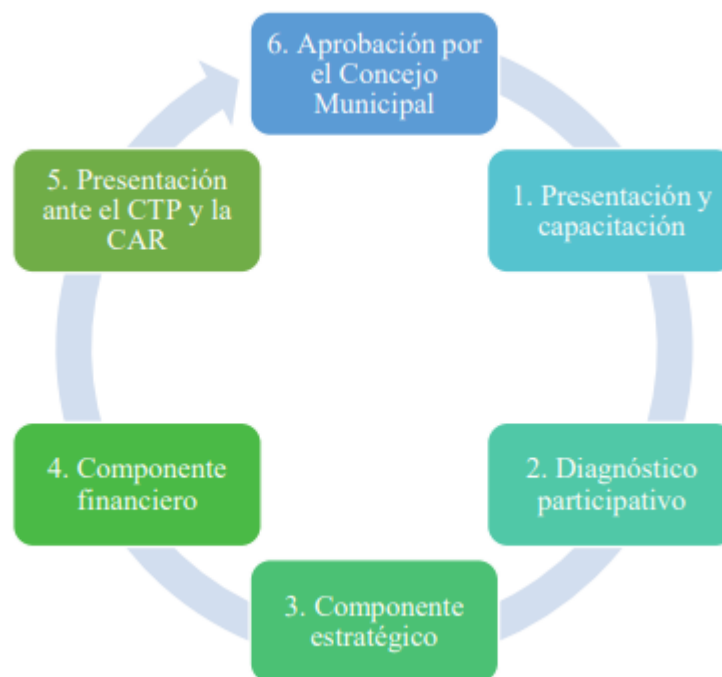 6. Aprobación por
el Concejo
Municipal
1. Presentación y
capacitación
2. Diagnóstico
participativo
3. Componente
estratégico
4. Componente
financiero
5. Presentación
ante el CTP y la
CAR